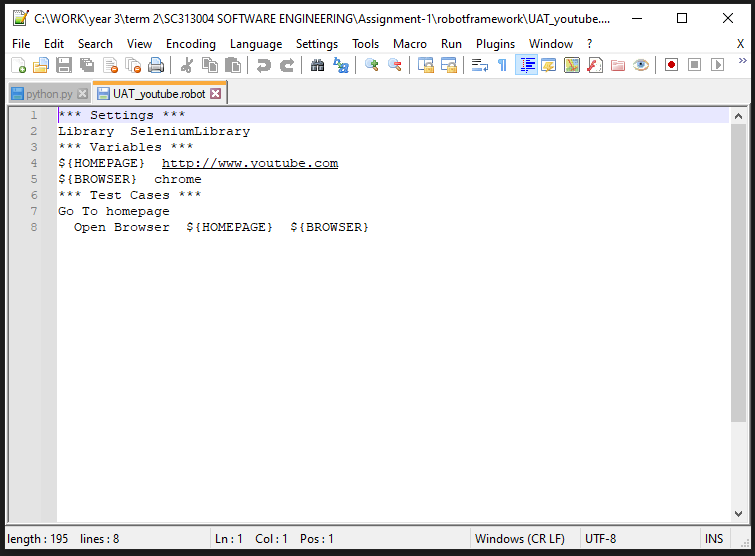 C:\WORK\year 3\term 2\SC313004 SOFTWARE ENGINEERING\Assignment-1\robotframework\UAT_youtube....
File Edit Search View Encoding Language Settings Tools Macro Run Plugins Window ? X
python.py UAT_youtube.robot
1 *** Settings ***
2 Library  SeleniumLibrary
3 *** Variables ***
4 ${HOMEPAGE}  http://www.youtube.com
5 ${BROWSER}  chrome
6 *** Test Cases ***
7 Go To homepage
8   Open Browser  ${HOMEPAGE}  ${BROWSER}
length : 195 lines : 8 Ln : 1 Col : 1 Pos : 1 Windows (CR LF) UTF-8 INS